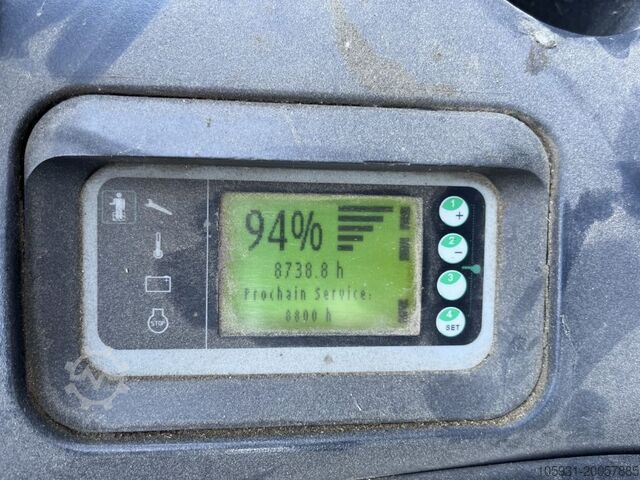 94%
8738.8 h
Prochain Service:
8800 h
1
+
2
−
3
4
SET
STOP
105931-20057885